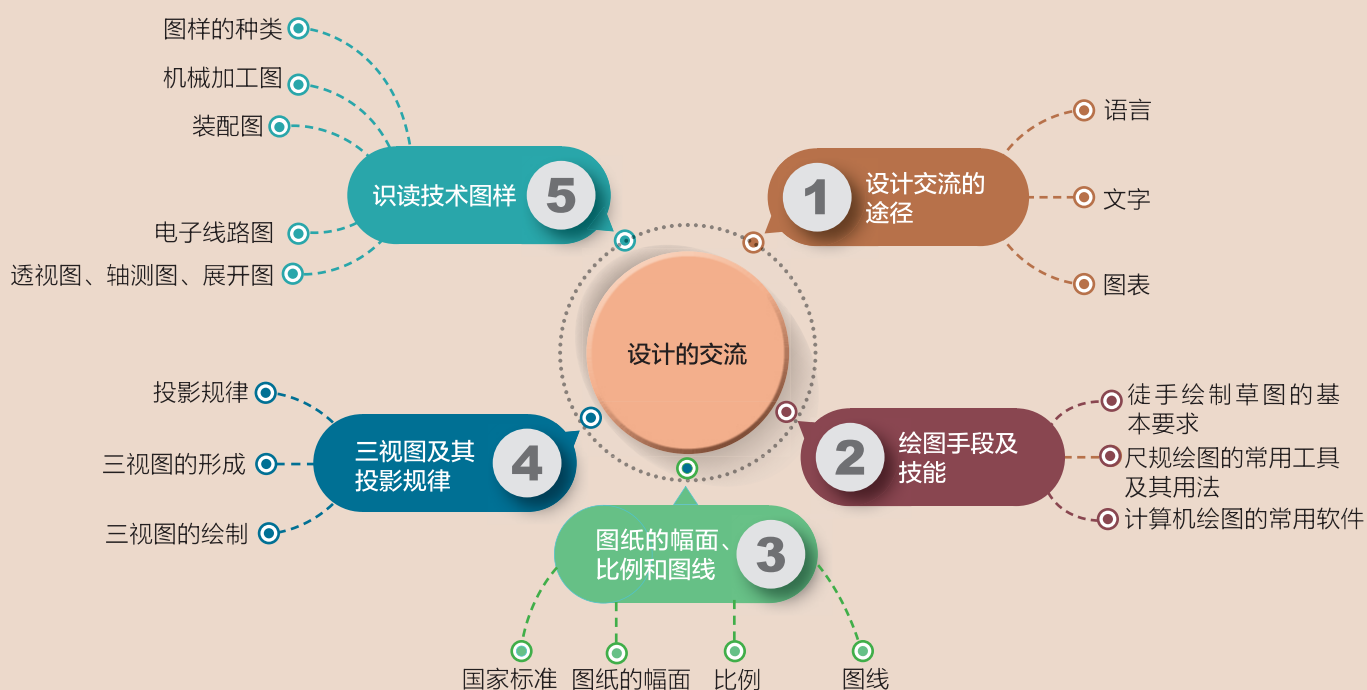 设计的交流
1
设计交流的
途径
语言
文字
图表
2
绘图手段及
技能
徒手绘制草图的基
本要求
尺规绘图的常用工具
及其用法
计算机绘图的常用软件
3
图纸的幅面、
比例和图线
国家标准
图纸的幅面
比例
图线
4
三视图及其
投影规律
投影规律
三视图的形成
三视图的绘制
5
识读技术图样
图样的种类
机械加工图
装配图
电子线路图
透视图、轴测图、展开图